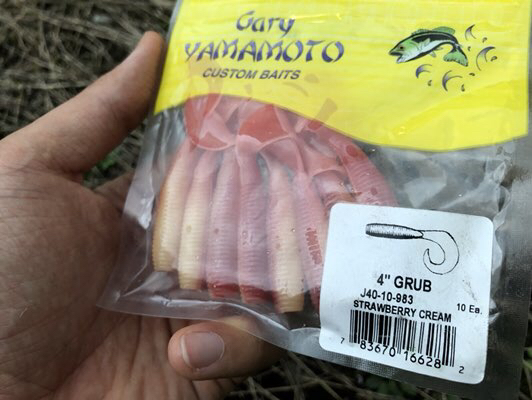 Gary
YAMAMOTO
CUSTOM BAITS
4" GRUB
J40-10-983
10 Ea.
STRAWBERRY CREAM
7 83670 16628 2